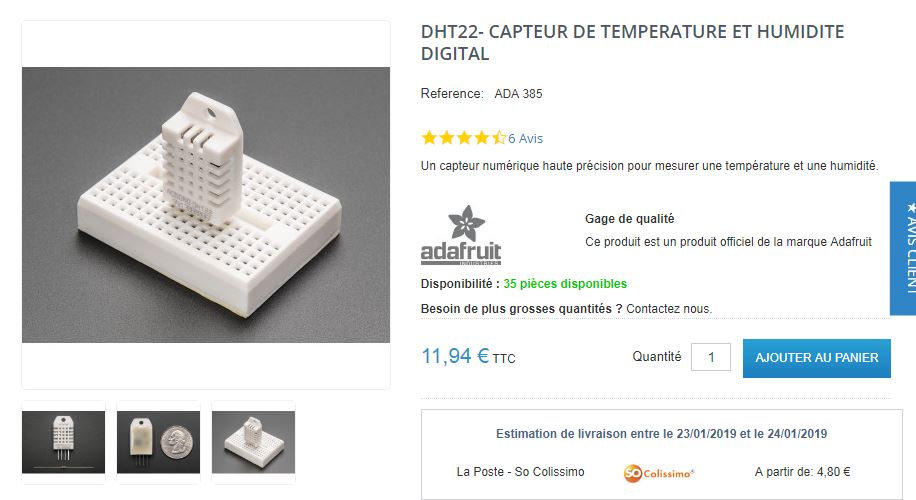 DHT22- CAPTEUR DE TEMPERATURE ET HUMIDITE
DIGITAL
Reference: ADA 385
6 Avis
Un capteur numérique haute précision pour mesurer une température et une humidité.
adafruit
INDUSTRIES
Gage de qualité
Ce produit est un produit officiel de la marque Adafruit
Disponibilité : 35 pièces disponibles
Besoin de plus grosses quantités ? Contactez nous.
11,94 € TTC
Quantité 1 AJOUTER AU PANIER
Estimation de livraison entre le 23/01/2019 et le 24/01/2019
La Poste - So Colissimo SO Colissimo A partir de: 4,80 €
★ AVIS CLIENT